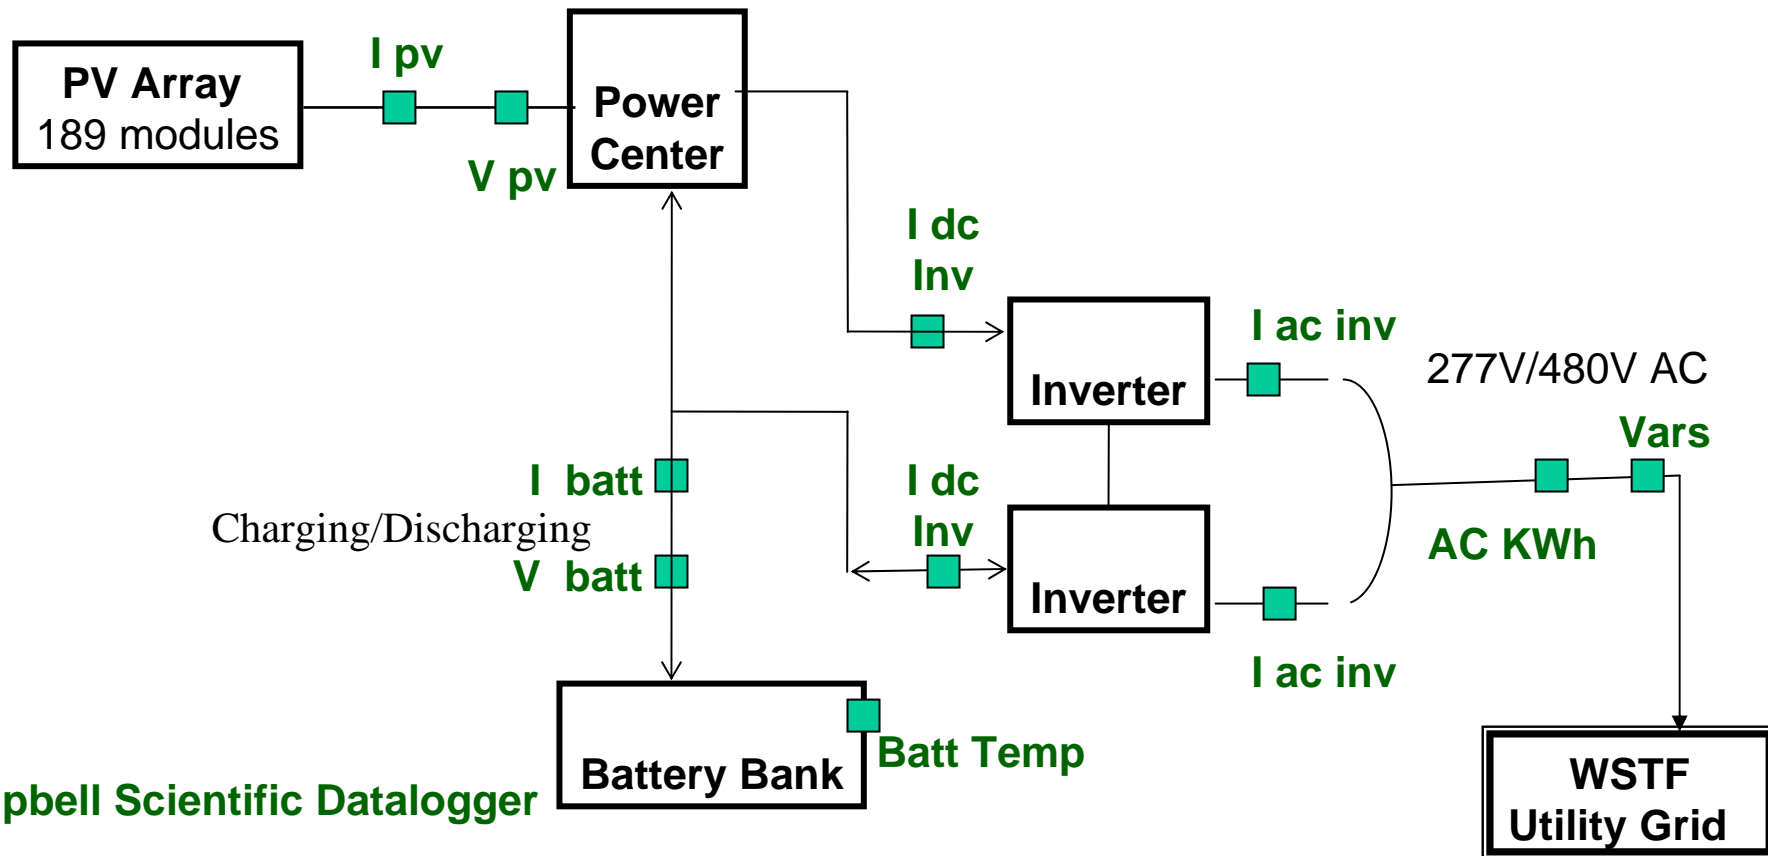 I pv
PV Array
189 modules
Power
Center
V pv
I dc
Inv
I ac inv
277V/480V AC
Inverter
Vars
I batt
I dc
Inv
Charging/Discharging
AC KWh
V batt
Inverter
I ac inv
Batt Temp
Battery Bank
WSTF
Utility Grid
pbell Scientific Datalogger